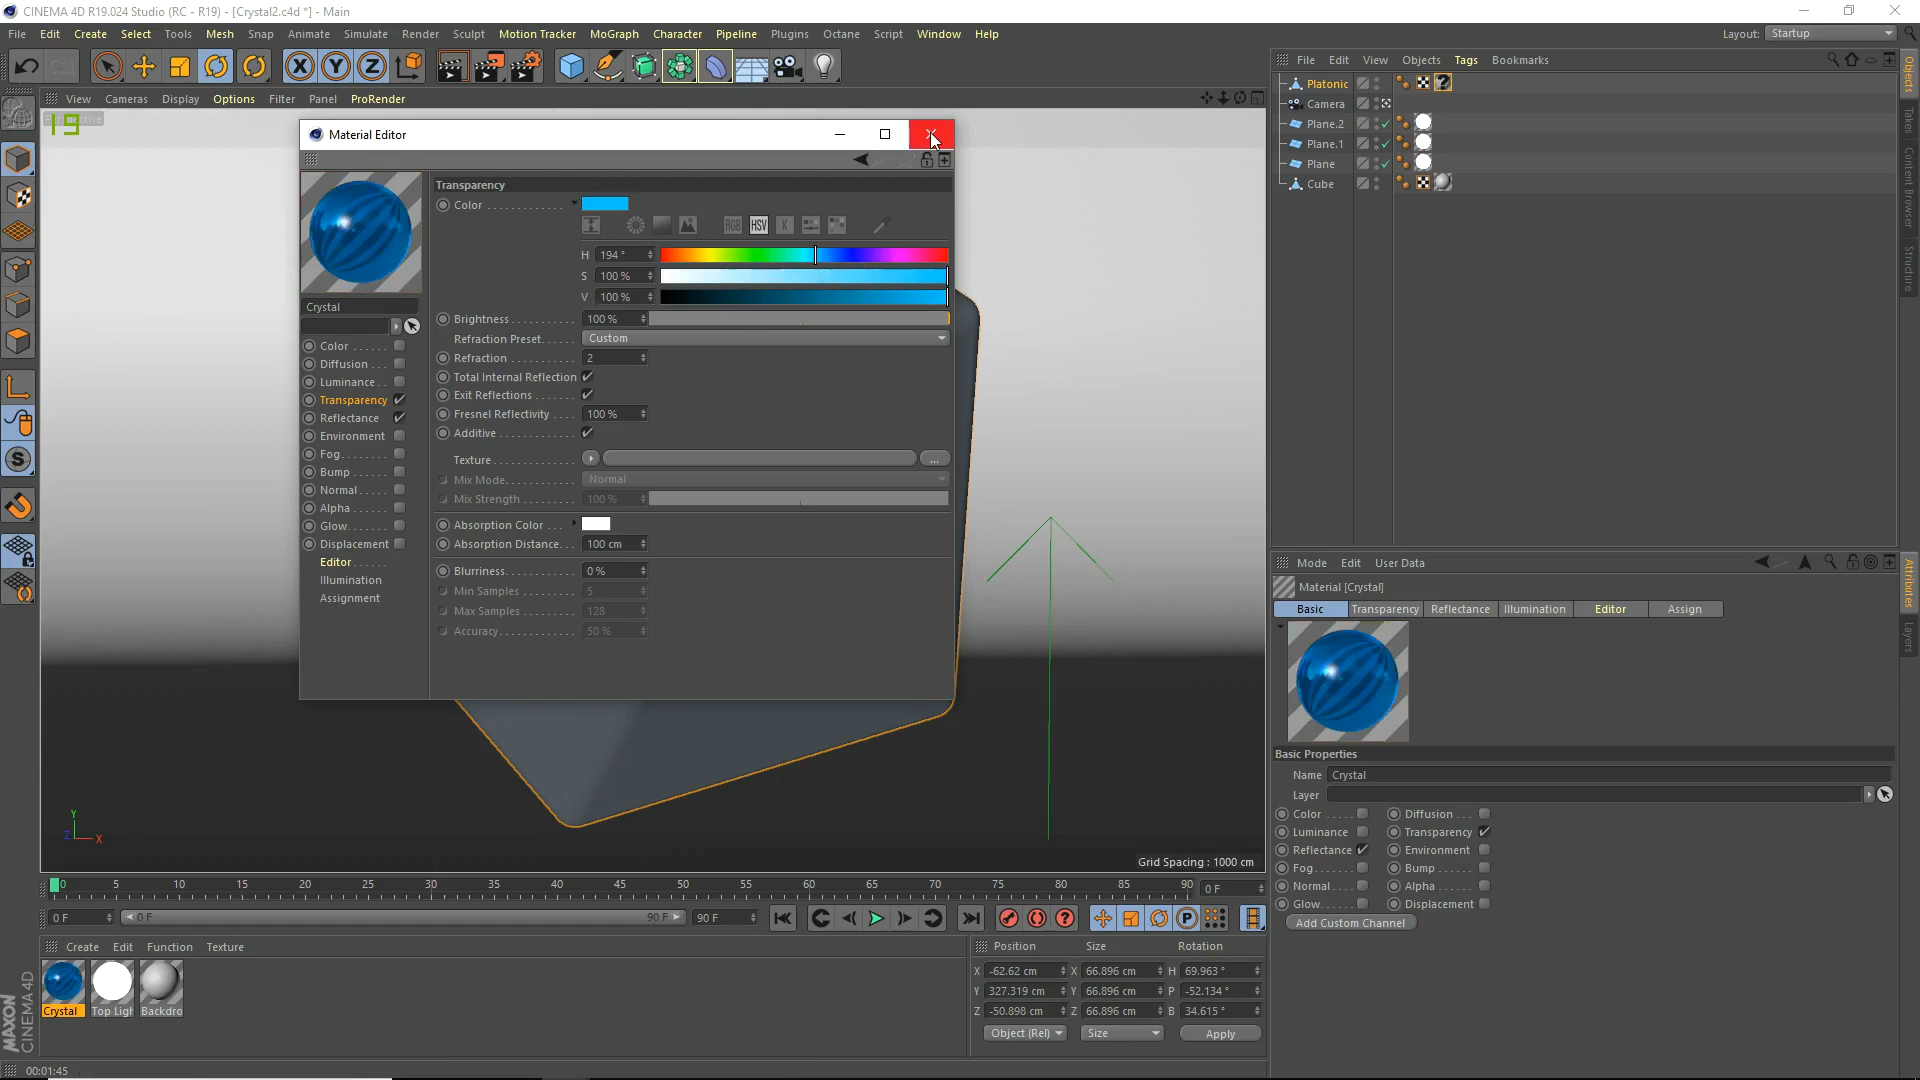 CINEMA 4D R19.024 Studio (RC - R19) - [Crystal2.c4d *] - Main
File Edit Create Select Tools Mesh Snap Animate Simulate Render Sculpt Motion Tracker MoGraph Character Pipeline Plugins Octane Script Window Help
Layout: Startup
View Cameras Display Options Filter Panel ProRender
19
Material Editor
Transparency
Color
RGB HSV K
H 194 °
S 100 %
V 100 %
Brightness 100 %
Refraction Preset Custom
Refraction 2
Total Internal Reflection
Exit Reflections
Fresnel Reflectivity 100 %
Additive
Texture ...
Mix Mode Normal
Mix Strength 100 %
Absorption Color
Absorption Distance 100 cm
Blurriness 0 %
Min Samples 5
Max Samples 128
Accuracy 50 %
Crystal
Color
Diffusion
Luminance
Transparency
Reflectance
Environment
Fog
Bump
Normal
Alpha
Glow
Displacement
Editor
Illumination
Assignment
Y
Z X
Grid Spacing : 1000 cm
File Edit View Objects Tags Bookmarks
Platonic
Camera
Plane.2
Plane.1
Plane
Cube
Objects
Takes
Content Browser
Structure
Mode Edit User Data
Material [Crystal]
Basic Transparency Reflectance Illumination Editor Assign
Basic Properties
Name Crystal
Layer
Color Diffusion
Luminance Transparency
Reflectance Environment
Fog Bump
Normal Alpha
Glow Displacement
Add Custom Channel
Attributes
Layers
0 5 10 15 20 25 30 35 40 45 50 55 60 65 70 75 80 85 90 0 F
0 F 0 F 90 F 90 F
Create Edit Function Texture
Crystal Top Ligh Backdro
Position Size Rotation
X -62.62 cm X 66.896 cm H 69.963 °
Y 327.319 cm Y 66.896 cm P -52.134 °
Z -50.898 cm Z 66.896 cm B 34.615 °
Object (Rel) Size Apply
MAXON
CINEMA 4D
00:01:45